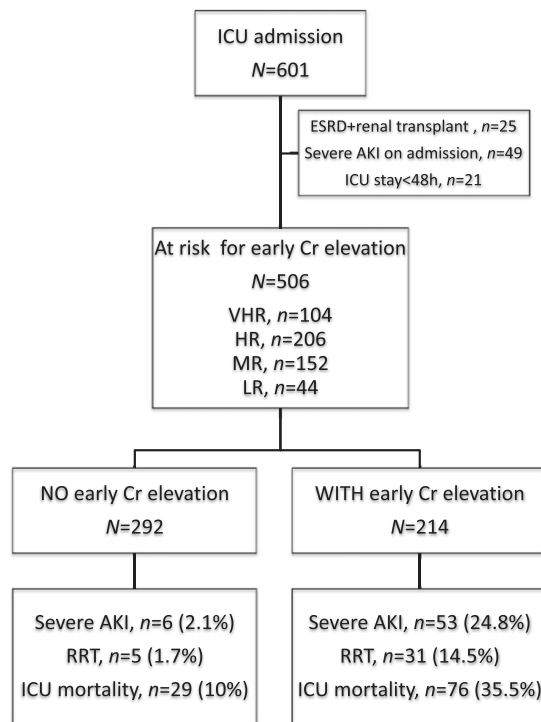 ICU admission
N=601
ESRD+renal transplant , n=25
Severe AKI on admission, n=49
ICU stay<48h, n=21
At risk for early Cr elevation
N=506
VHR, n=104
HR, n=206
MR, n=152
LR, n=44
NO early Cr elevation
N=292
WITH early Cr elevation
N=214
Severe AKI, n=6 (2.1%)
RRT, n=5 (1.7%)
ICU mortality, n=29 (10%)
Severe AKI, n=53 (24.8%)
RRT, n=31 (14.5%)
ICU mortality, n=76 (35.5%)